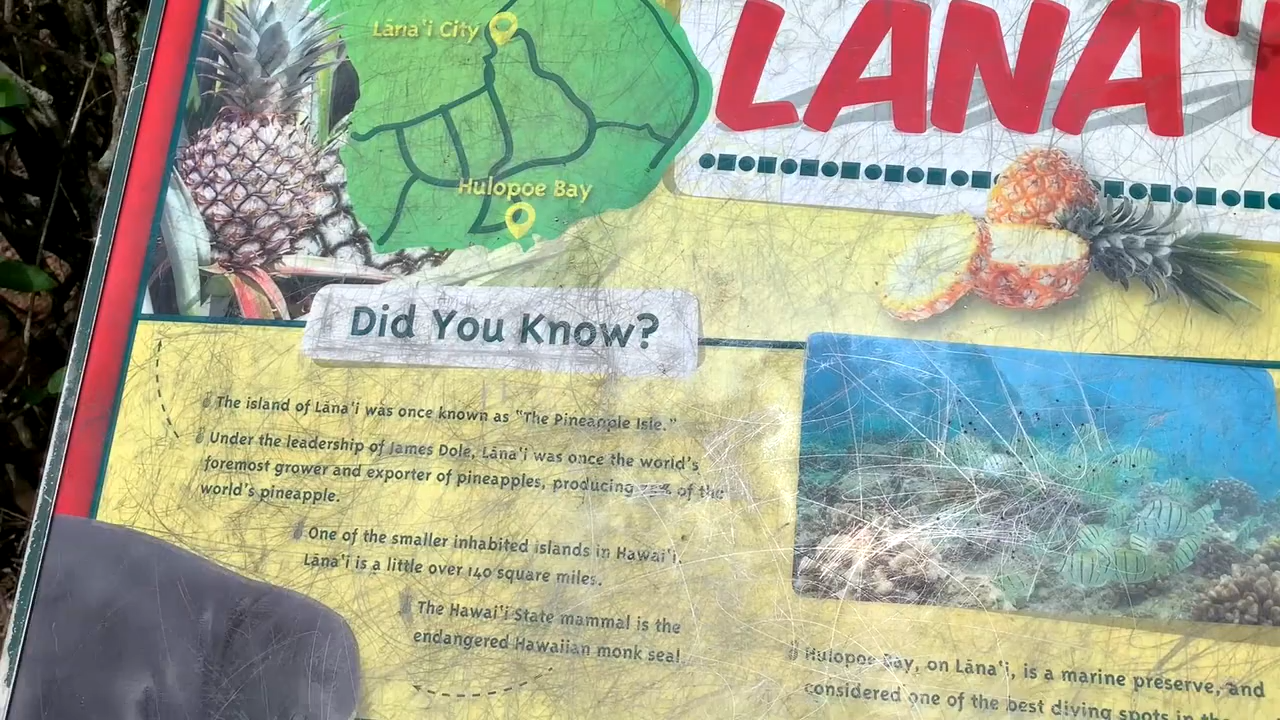 Lāna'i City
LANA'
Hulopoe Bay
Did You Know?
The island of Lāna'i was once known as "The Pineapple Isle."
Under the leadership of James Dole, Lāna'i was once the world's
foremost grower and exporter of pineapples, producing of the
world's pineapple.
One of the smaller inhabited islands in Hawai'i,
Lāna'i is a little over 140 square miles.
The Hawai'i State mammal is the
endangered Hawaiian monk seal.
Hulopoe Bay, on Lāna'i, is a marine preserve, and
considered one of the best diving spots in the